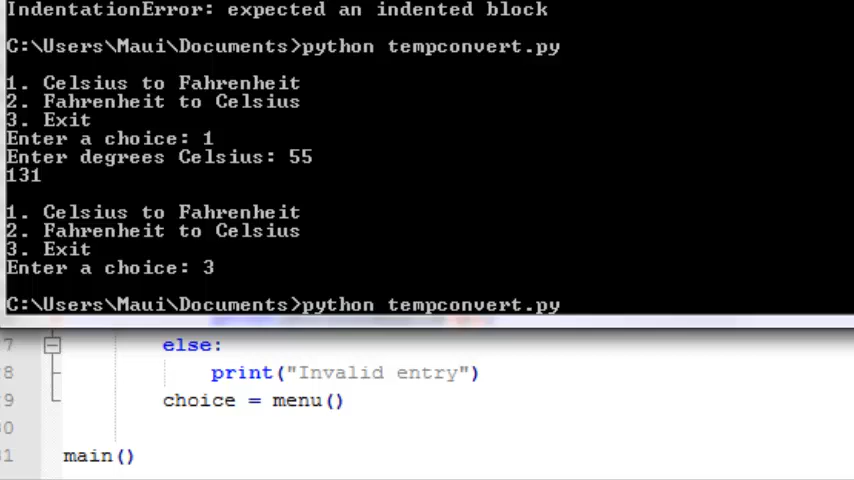 IndentationError: expected an indented block
C:\Users\Maui\Documents>python tempconvert.py
1. Celsius to Fahrenheit
2. Fahrenheit to Celsius
3. Exit
Enter a choice: 1
Enter degrees Celsius: 55
131
1. Celsius to Fahrenheit
2. Fahrenheit to Celsius
3. Exit
Enter a choice: 3
C:\Users\Maui\Documents>python tempconvert.py
7 else:
8 print("Invalid entry")
9 choice = menu()
0
1 main()